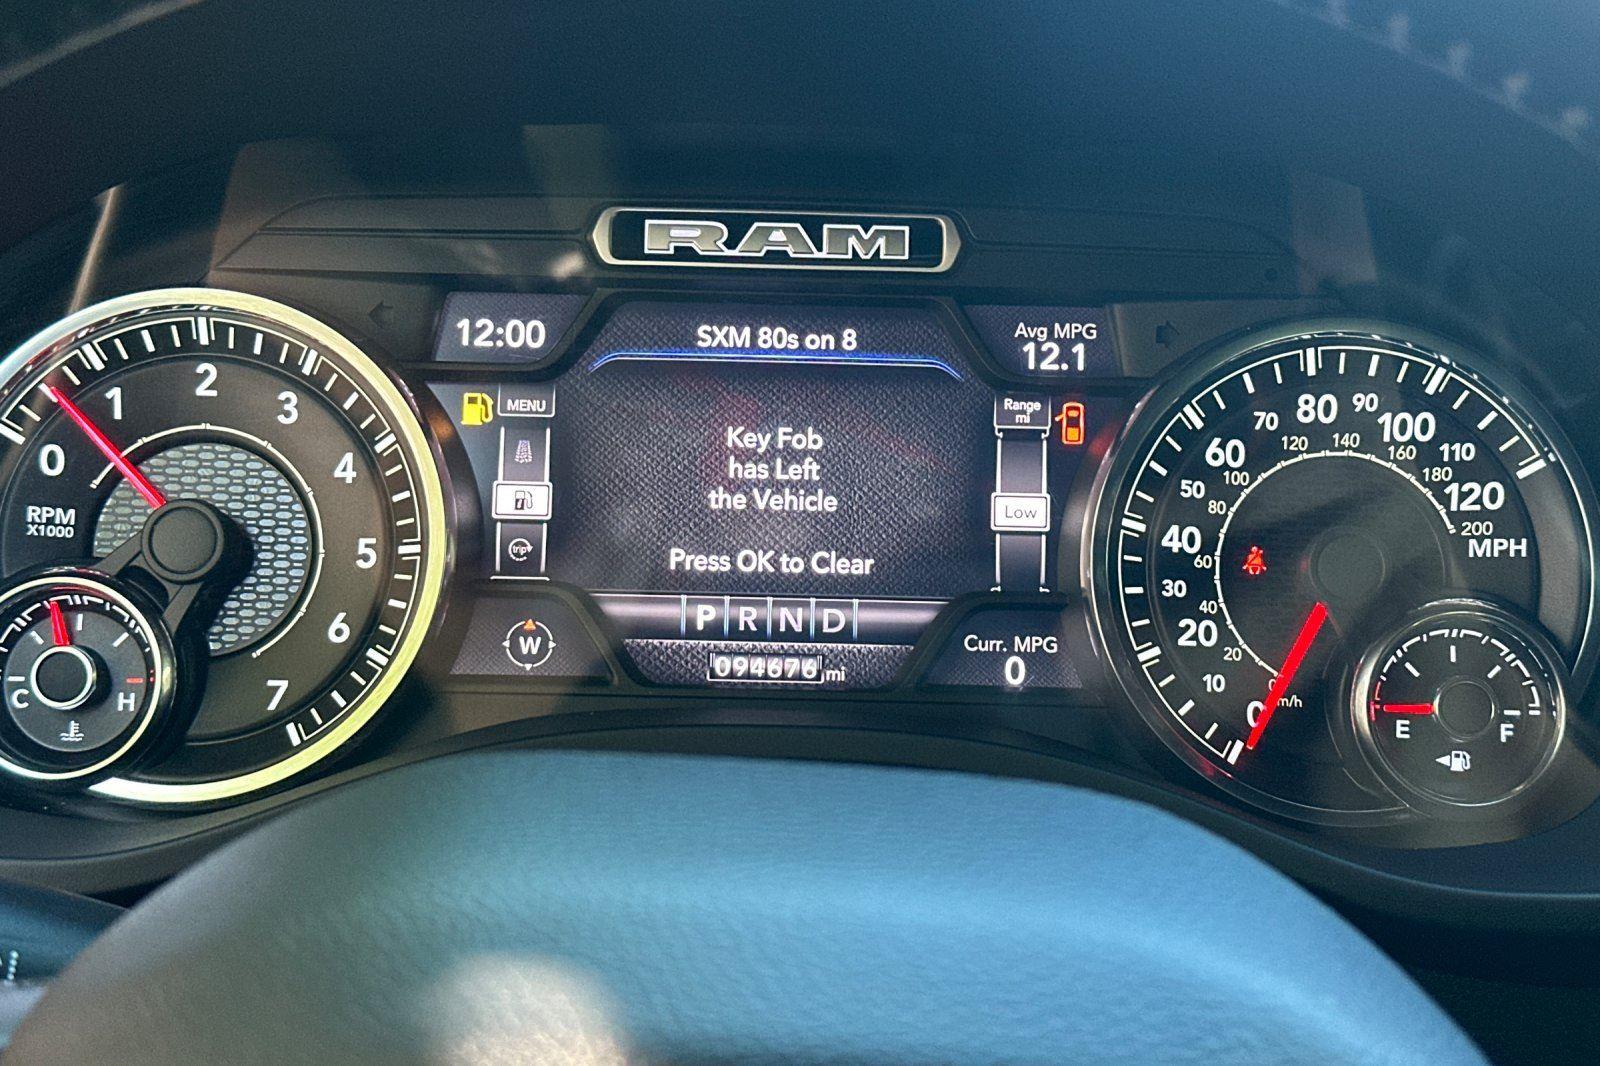 RAM
12:00
SXM 80s on 8
Avg MPG
12.1
MENU
Range
mi
Key Fob
has Left
the Vehicle
Press OK to Clear
Low
trip
P R N D
W
094676 mi
Curr. MPG
0
0 1 2 3 4 5 6 7
RPM
X1000
C H
0 10 20 30 40 50 60 70 80 90 100 110 120
MPH
20 40 60 80 100 120 140 160 180 200
km/h
E F